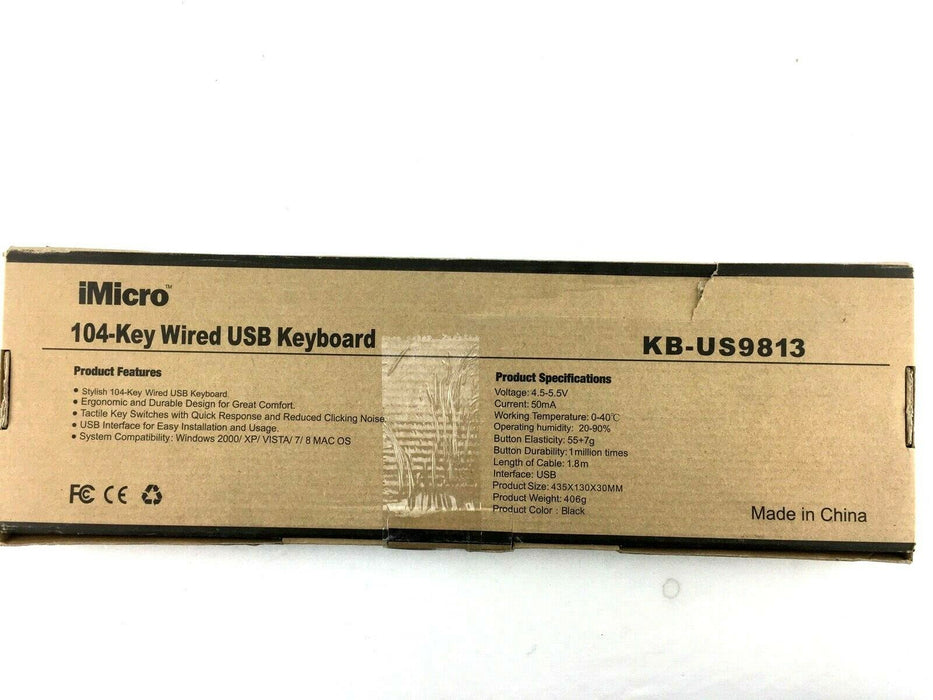 iMicro™
104-Key Wired USB Keyboard
KB-US9813
Product Features
• Stylish 104-Key Wired USB Keyboard.
• Ergonomic and Durable Design for Great Comfort.
• Tactile Key Switches with Quick Response and Reduced Clicking Noise.
• USB Interface for Easy Installation and Usage.
• System Compatibility: Windows 2000/ XP/ VISTA/ 7/ 8 MAC OS
FC CE
Product Specifications
Voltage: 4.5-5.5V
Current: 50mA
Working Temperature: 0-40℃
Operating humidity: 20-90%
Button Elasticity: 55+7g
Button Durability: 1million times
Length of Cable: 1.8m
Interface: USB
Product Size: 435X130X30MM
Product Weight: 406g
Product Color : Black
Made in China